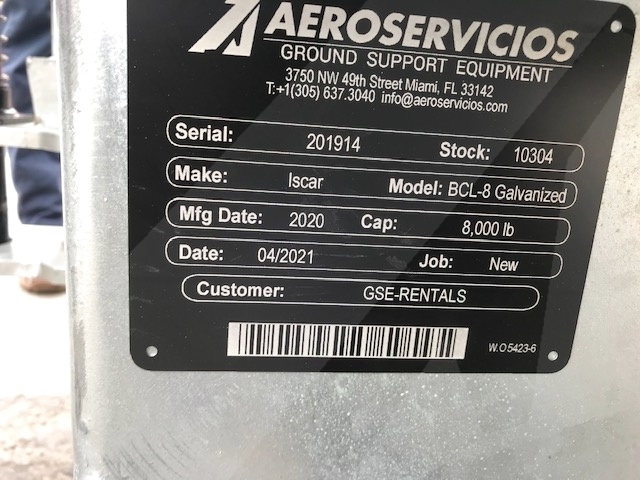 AEROSERVICIOS
GROUND SUPPORT EQUIPMENT
3750 NW 49th Street Miami, FL 33142
T:+1(305) 637.3040 info@aeroservicios.com
Serial: 201914 Stock: 10304
Make: Iscar Model: BCL-8 Galvanized
Mfg Date: 2020 Cap: 8,000 lb
Date: 04/2021 Job: New
Customer: GSE-RENTALS
W.O 5423-6